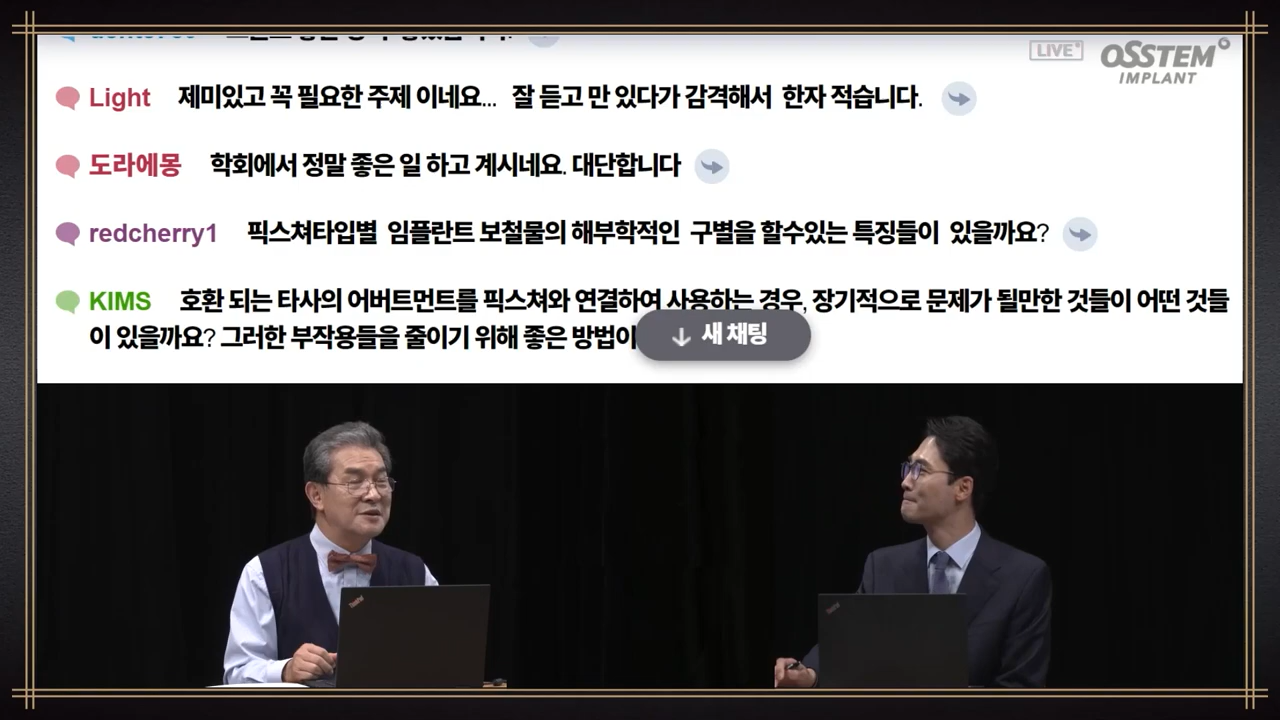 LIVE
OSSTEM
IMPLANT
Light 제미있고 꼭 필요한 주제 이네요... 잘 듣고 만 있다가 감격해서 한자 적습니다.
도라에몽 학회에서 정말 좋은 일 하고 계시네요. 대단합니다
redcherry1 픽스쳐타입별 임플란트 보철물의 해부학적인 구별을 할수있는 특징들이 있을까요?
KIMS 호환 되는 타사의 어버트먼트를 픽스쳐와 연결하여 사용하는 경우, 장기적으로 문제가 될만한 것들이 어떤 것들
이 있을까요? 그러한 부작용들을 줄이기 위해 좋은 방법이
새 채팅
ThinkPad
ThinkPad